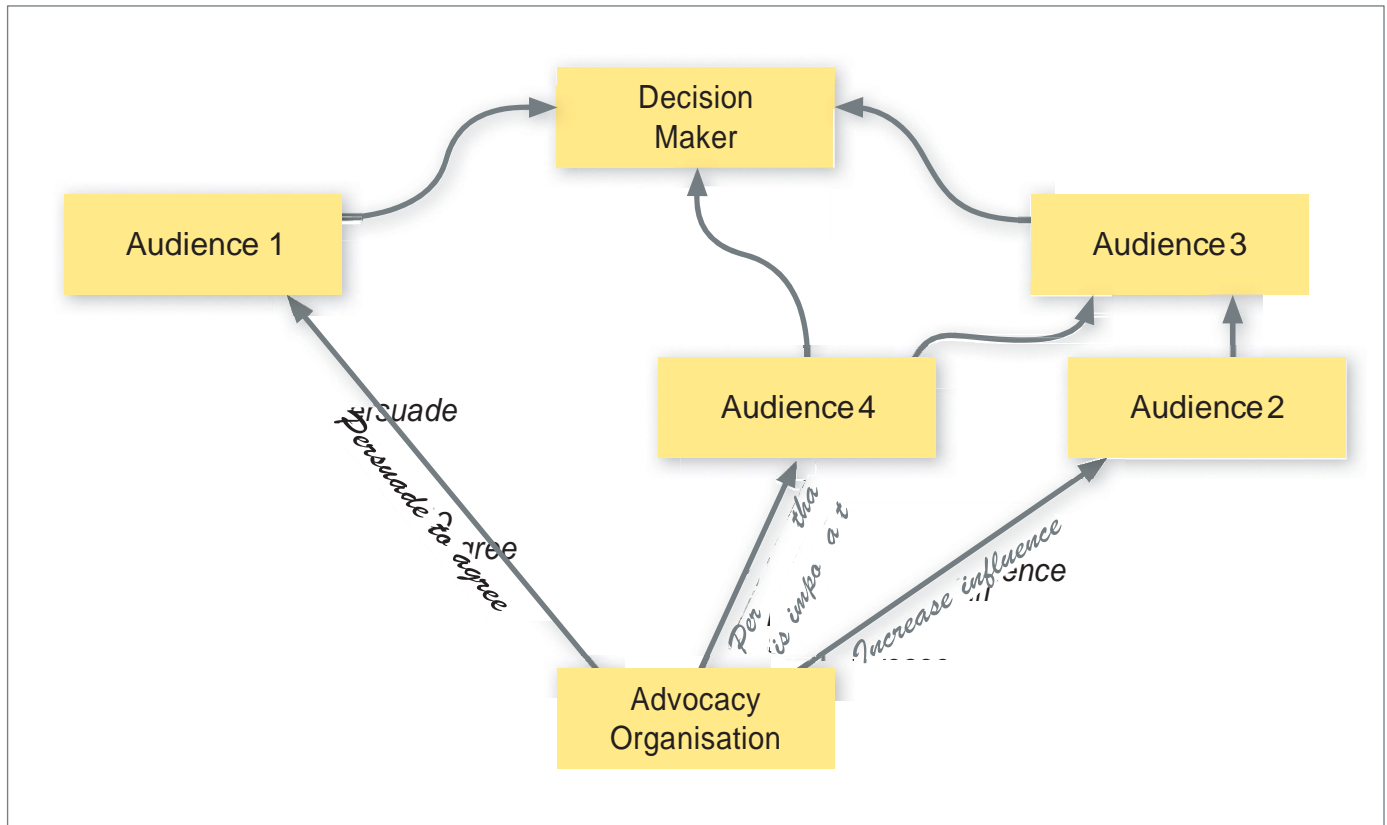 Decision
Maker
Audience 1
Audience 3
Audience 4
Audience 2
Persuade to agree
Increase influence
Advocacy
Organisation